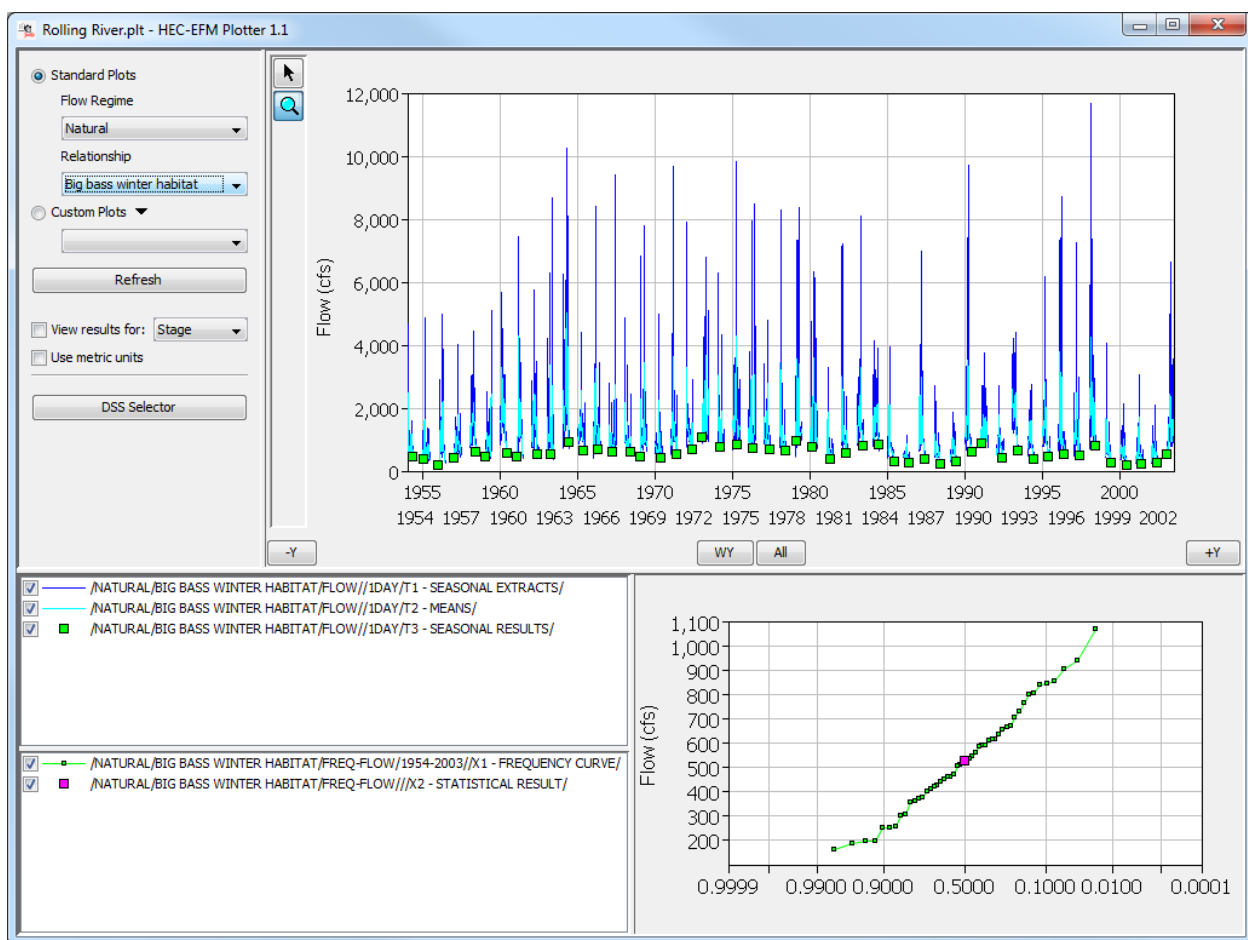 Rolling River.plt - HEC-EFM Plotter 1.1
Standard Plots
Flow Regime
Natural
Relationship
Big bass winter habitat
Custom Plots
Refresh
View results for: Stage
Use metric units
DSS Selector
Flow (cfs)
12,000
10,000
8,000
6,000
4,000
2,000
0
1955 1960 1965 1970 1975 1980 1985 1990 1995 2000
1954 1957 1960 1963 1966 1969 1972 1975 1978 1981 1984 1987 1990 1993 1996 1999 2002
-Y WY All +Y
/NATURAL/BIG BASS WINTER HABITAT/FLOW//1DAY/T1 - SEASONAL EXTRACTS/
/NATURAL/BIG BASS WINTER HABITAT/FLOW//1DAY/T2 - MEANS/
/NATURAL/BIG BASS WINTER HABITAT/FLOW//1DAY/T3 - SEASONAL RESULTS/
/NATURAL/BIG BASS WINTER HABITAT/FREQ-FLOW/1954-2003//X1 - FREQUENCY CURVE/
/NATURAL/BIG BASS WINTER HABITAT/FREQ-FLOW///X2 - STATISTICAL RESULT/
Flow (cfs)
1,100
1,000
900
800
700
600
500
400
300
200
0.9999 0.9900 0.9000 0.5000 0.1000 0.0100 0.0001